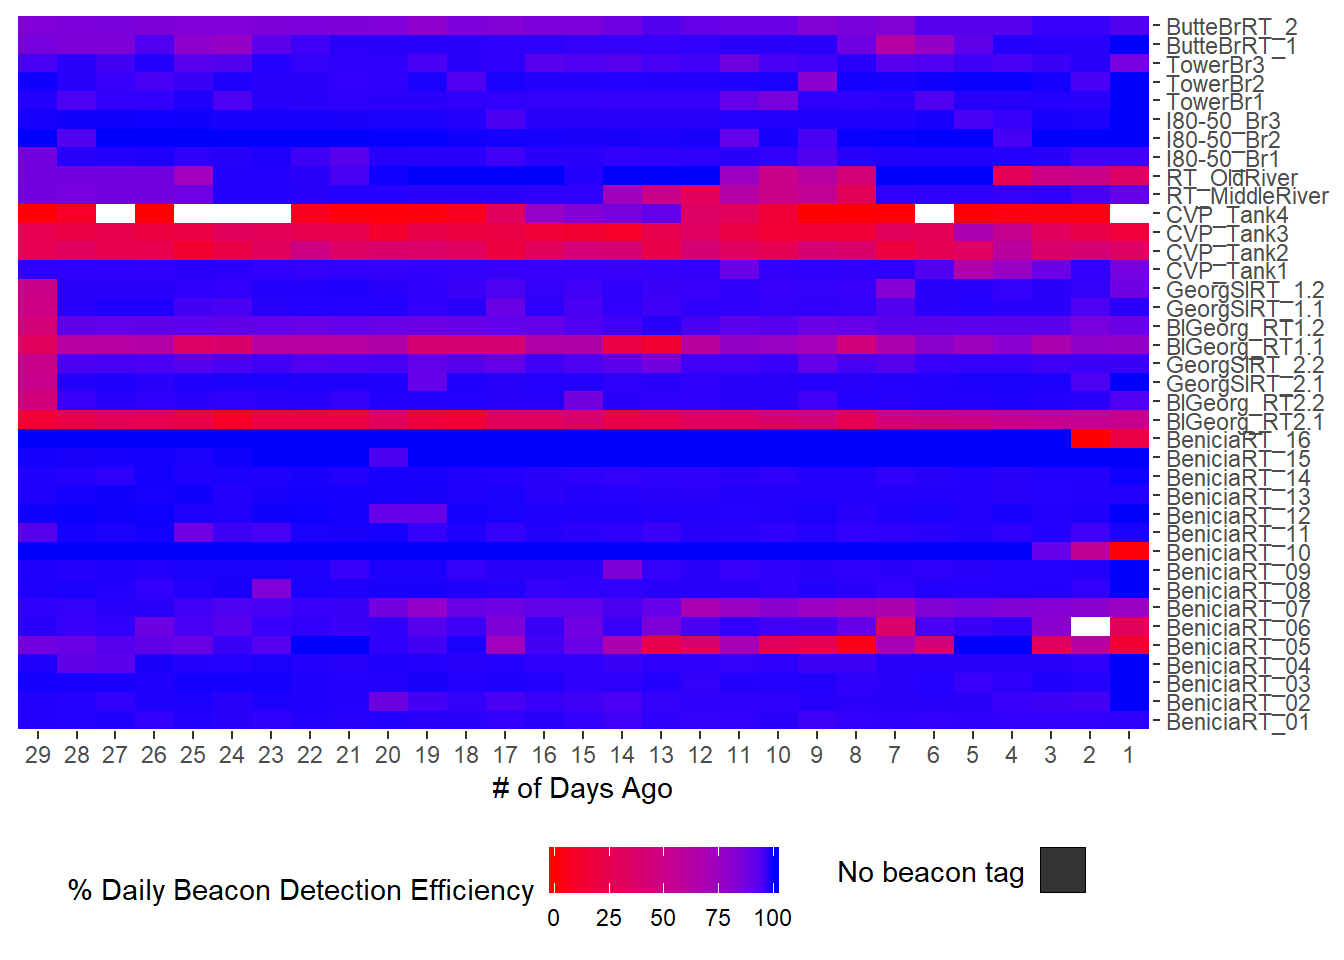 ButteBrRT_2
ButteBrRT_1
TowerBr3
TowerBr2
TowerBr1
I80-50_Br3
I80-50_Br2
I80-50_Br1
RT_OldRiver
RT_MiddleRiver
CVP_Tank4
CVP_Tank3
CVP_Tank2
CVP_Tank1
GeorgSlRT_1.2
GeorgSlRT_1.1
BlGeorg_RT1.2
BlGeorg_RT1.1
GeorgSlRT_2.2
GeorgSlRT_2.1
BlGeorg_RT2.2
BlGeorg_RT2.1
BeniciaRT_16
BeniciaRT_15
BeniciaRT_14
BeniciaRT_13
BeniciaRT_12
BeniciaRT_11
BeniciaRT_10
BeniciaRT_09
BeniciaRT_08
BeniciaRT_07
BeniciaRT_06
BeniciaRT_05
BeniciaRT_04
BeniciaRT_03
BeniciaRT_02
BeniciaRT_01
29 28 27 26 25 24 23 22 21 20 19 18 17 16 15 14 13 12 11 10 9 8 7 6 5 4 3 2 1
# of Days Ago
% Daily Beacon Detection Efficiency
0 25 50 75 100
No beacon tag